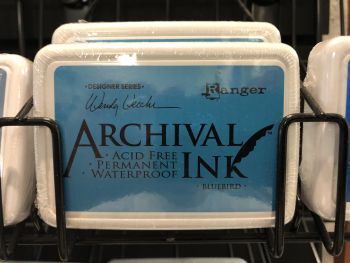 • DESIGNER SERIES •
Wendy Vecchi
Ranger
ARCHIVAL INK
• ACID FREE
• PERMANENT
• WATERPROOF
• BLUEBIRD •